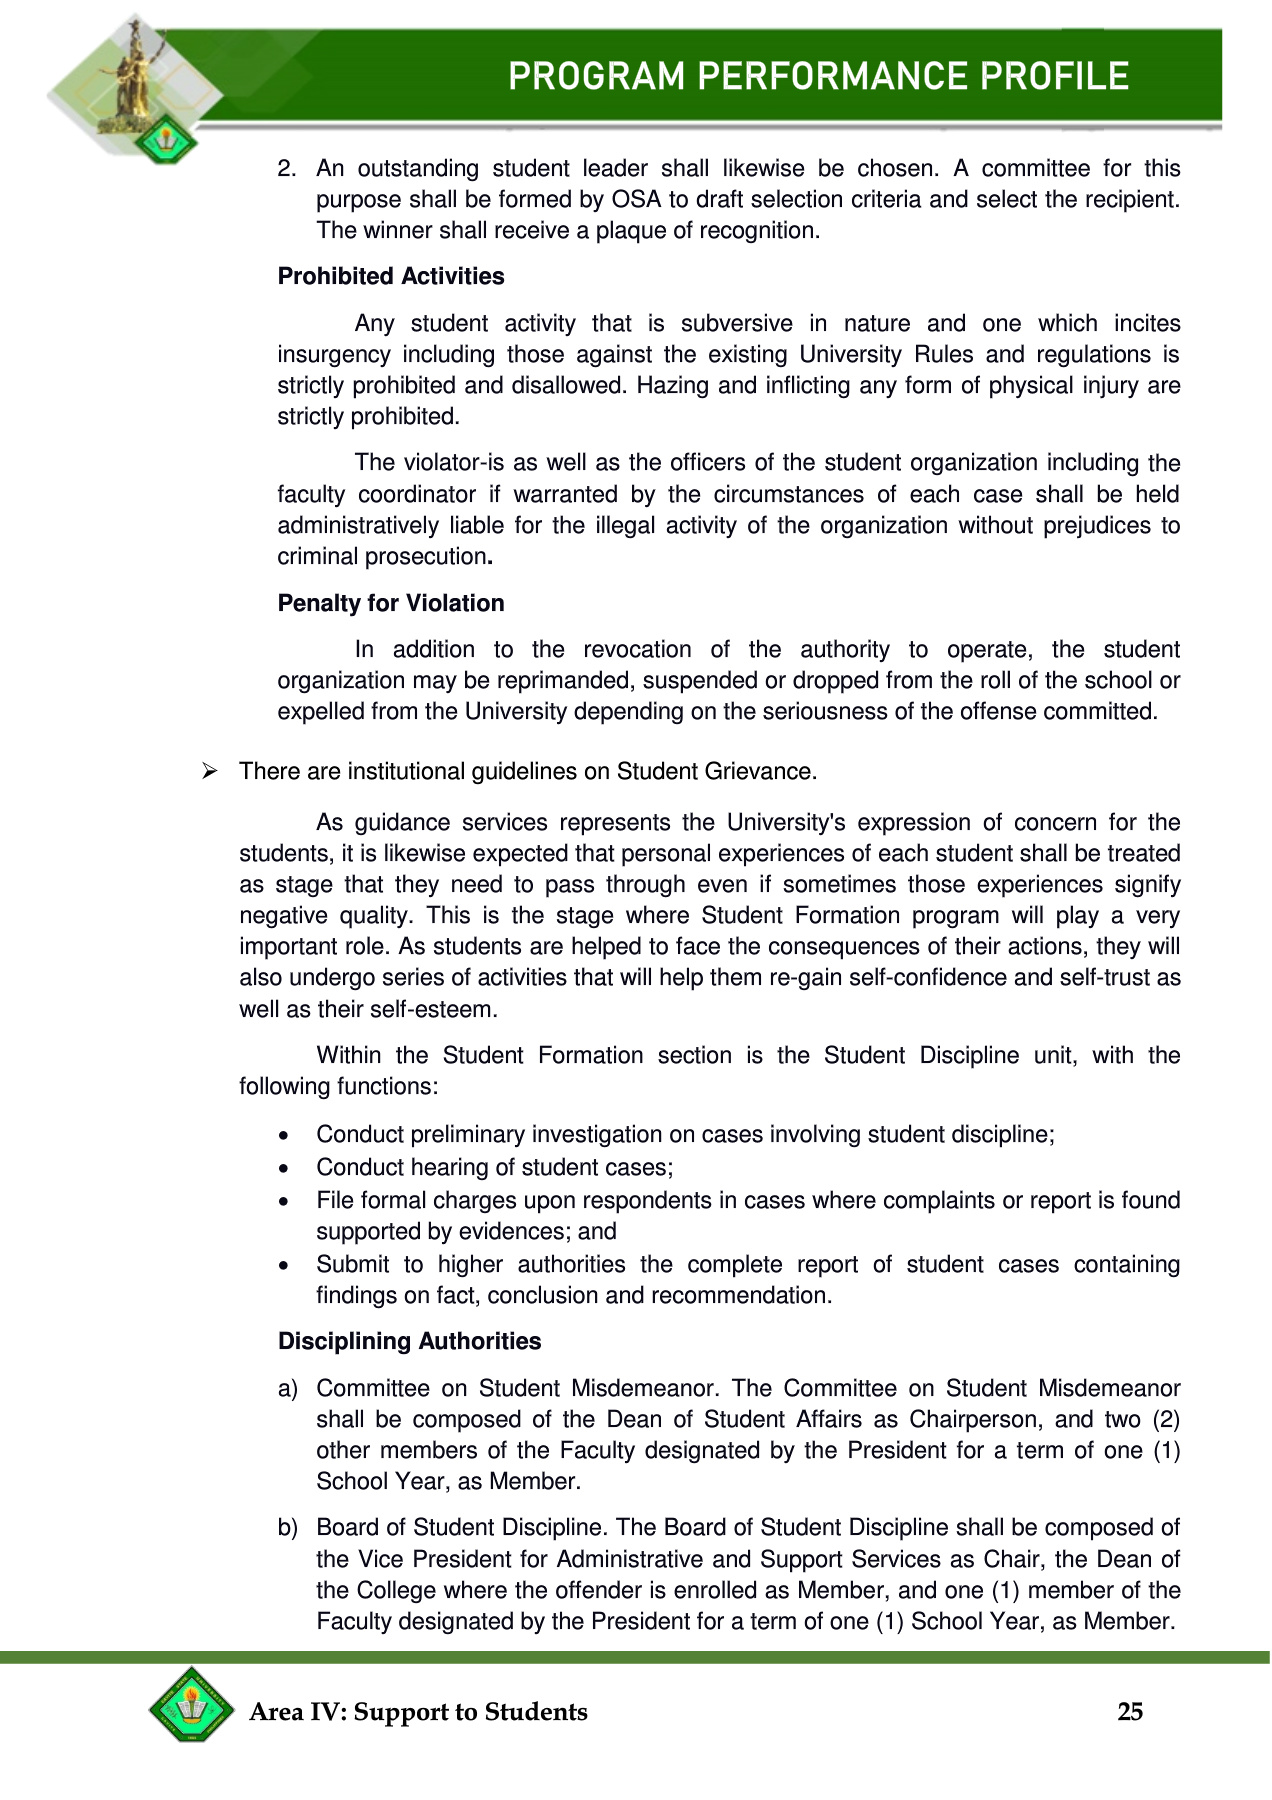 PROGRAM PERFORMANCE PROFILE
2. An outstanding student leader shall likewise be chosen. A committee for this
purpose shall be formed by OSA to draft selection criteria and select the recipient.
The winner shall receive a plaque of recognition.
Prohibited Activities
Any student activity that is subversive in nature and one which incites
insurgency including those against the existing University Rules and regulations is
strictly prohibited and disallowed. Hazing and inflicting any form of physical injury are
strictly prohibited.
The violator-is as well as the officers of the student organization including the
faculty coordinator if warranted by the circumstances of each case shall be held
administratively liable for the illegal activity of the organization without prejudices to
criminal prosecution.
Penalty for Violation
In addition to the revocation of the authority to operate, the student
organization may be reprimanded, suspended or dropped from the roll of the school or
expelled from the University depending on the seriousness of the offense committed.
➢ There are institutional guidelines on Student Grievance.
As guidance services represents the University's expression of concern for the
students, it is likewise expected that personal experiences of each student shall be treated
as stage that they need to pass through even if sometimes those experiences signify
negative quality. This is the stage where Student Formation program will play a very
important role. As students are helped to face the consequences of their actions, they will
also undergo series of activities that will help them re-gain self-confidence and self-trust as
well as their self-esteem.
Within the Student Formation section is the Student Discipline unit, with the
following functions:
• Conduct preliminary investigation on cases involving student discipline;
• Conduct hearing of student cases;
• File formal charges upon respondents in cases where complaints or report is found
supported by evidences; and
• Submit to higher authorities the complete report of student cases containing
findings on fact, conclusion and recommendation.
Disciplining Authorities
a) Committee on Student Misdemeanor. The Committee on Student Misdemeanor
shall be composed of the Dean of Student Affairs as Chairperson, and two (2)
other members of the Faculty designated by the President for a term of one (1)
School Year, as Member.
b) Board of Student Discipline. The Board of Student Discipline shall be composed of
the Vice President for Administrative and Support Services as Chair, the Dean of
the College where the offender is enrolled as Member, and one (1) member of the
Faculty designated by the President for a term of one (1) School Year, as Member.
Area IV: Support to Students 25